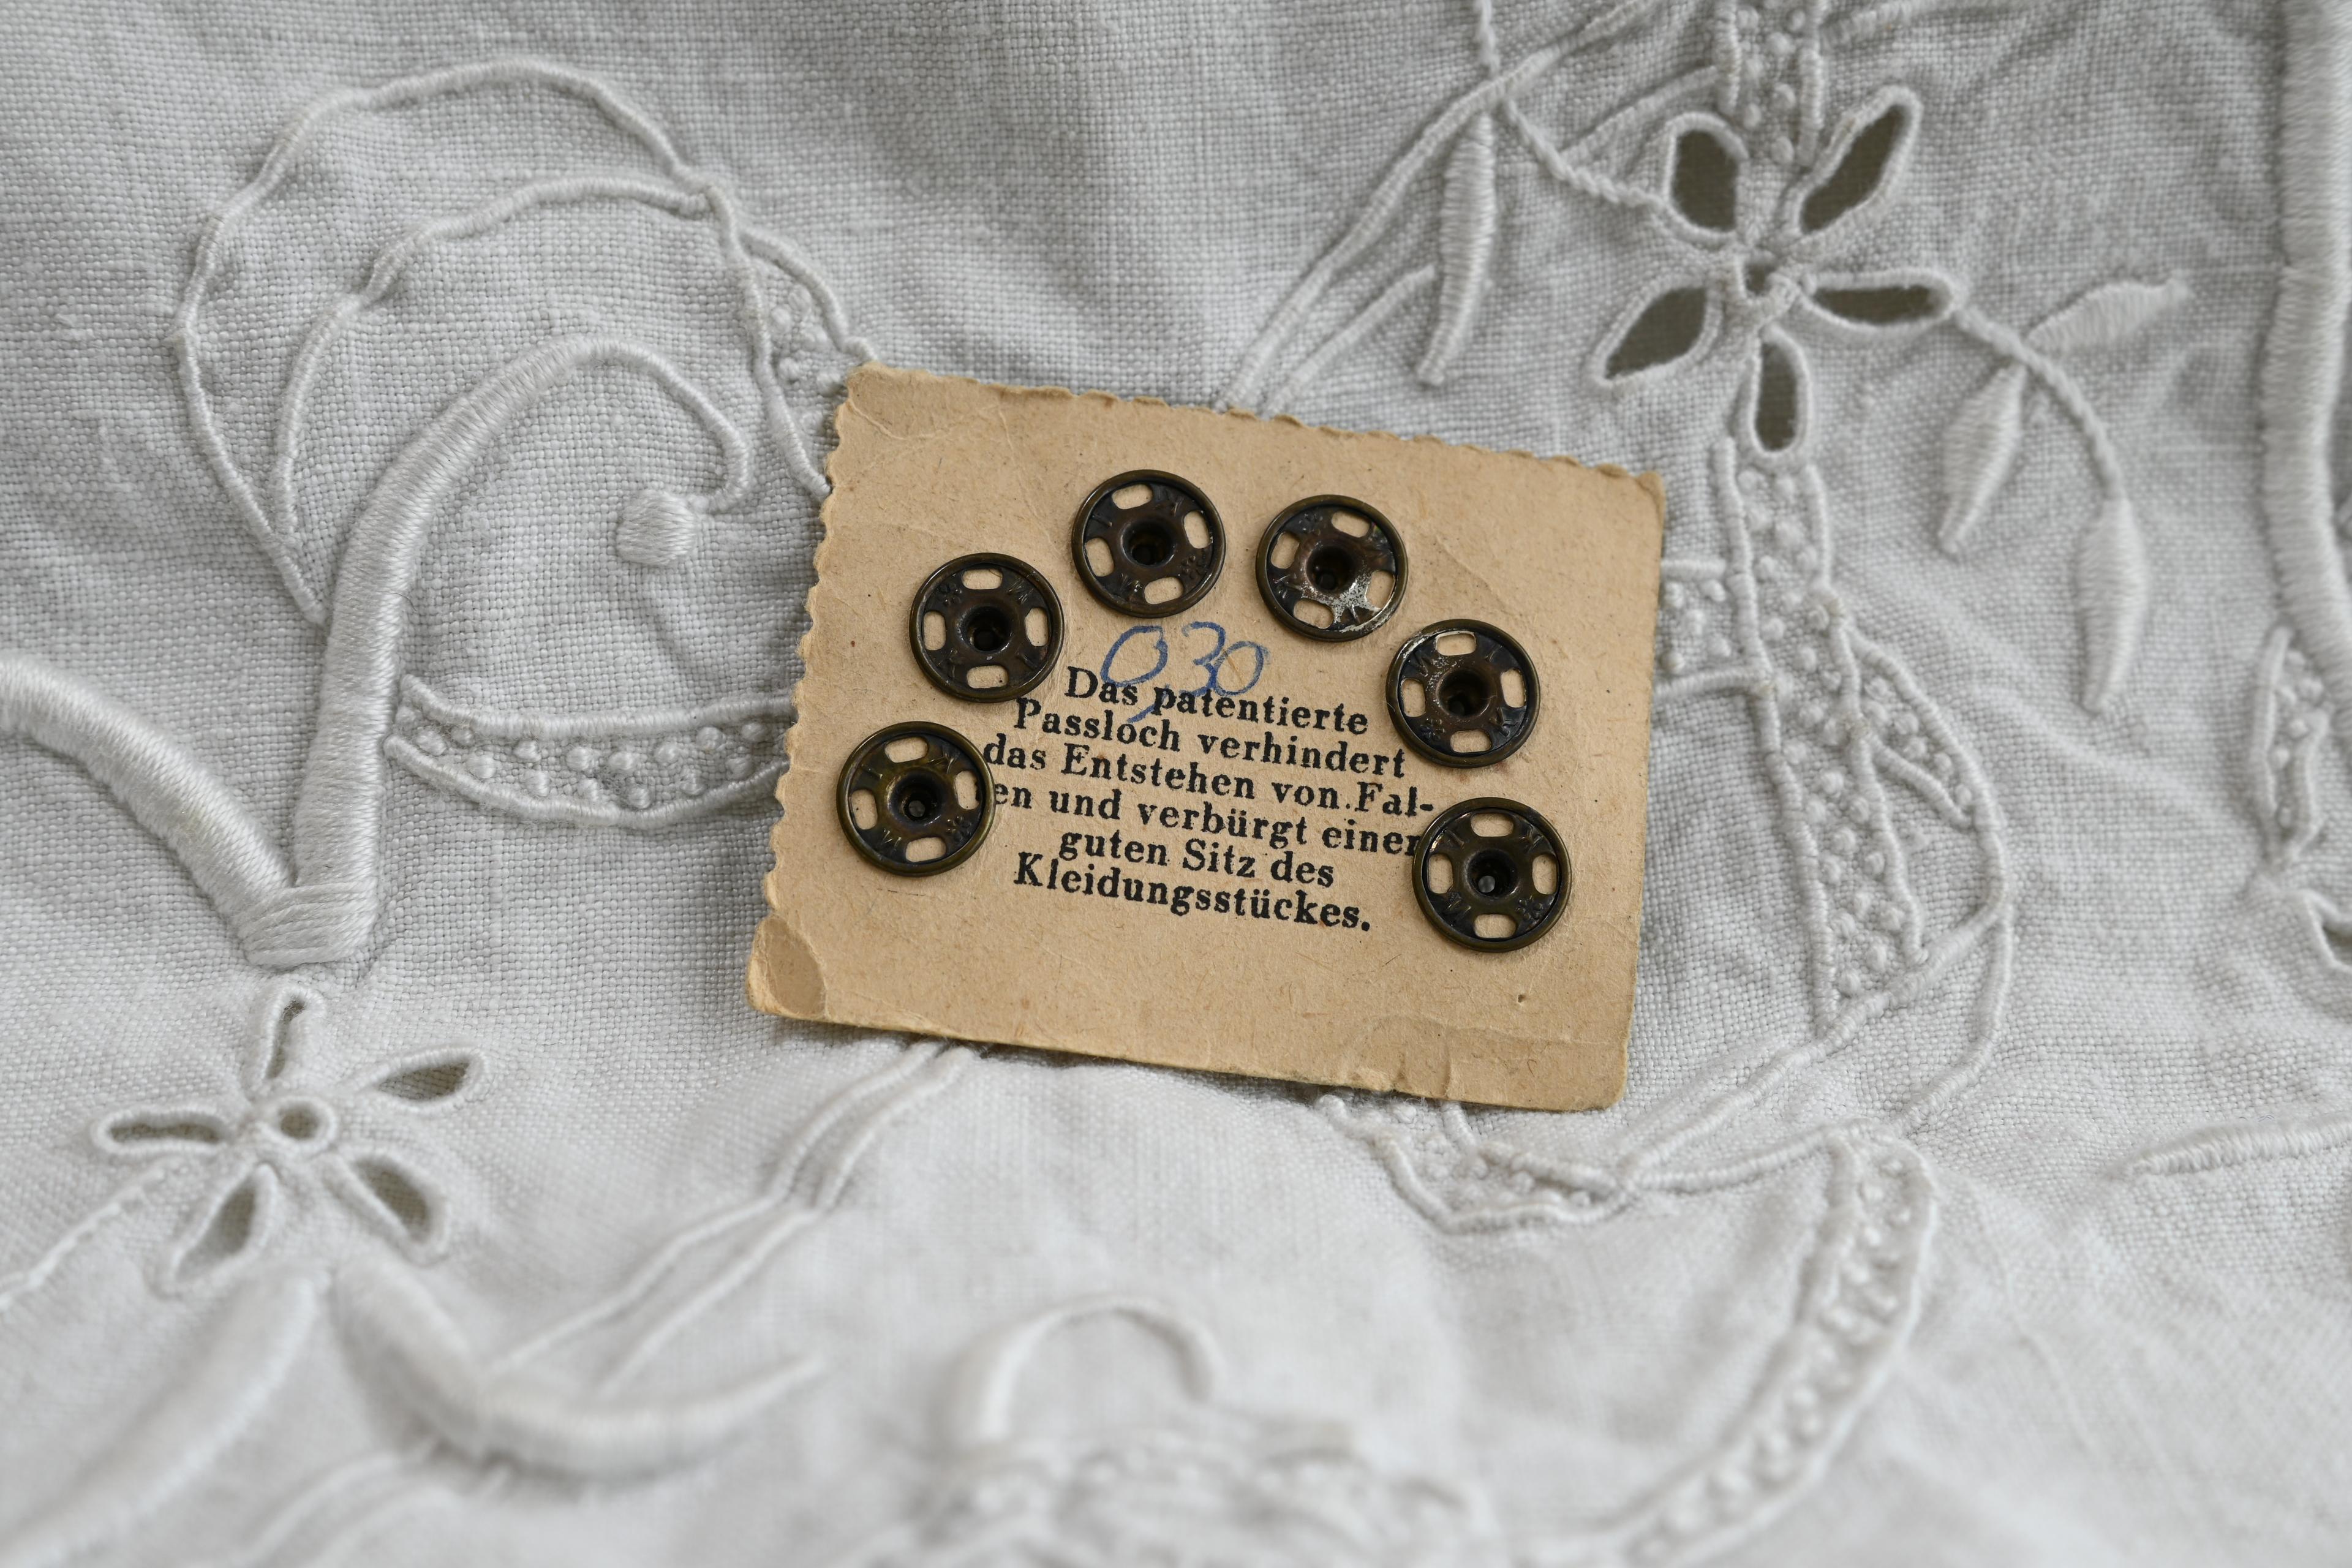 0,30
Das patentierte
Passloch verhindert
das Entstehen von Fal-
en und verbürgt einen
guten Sitz des
Kleidungsstückes.